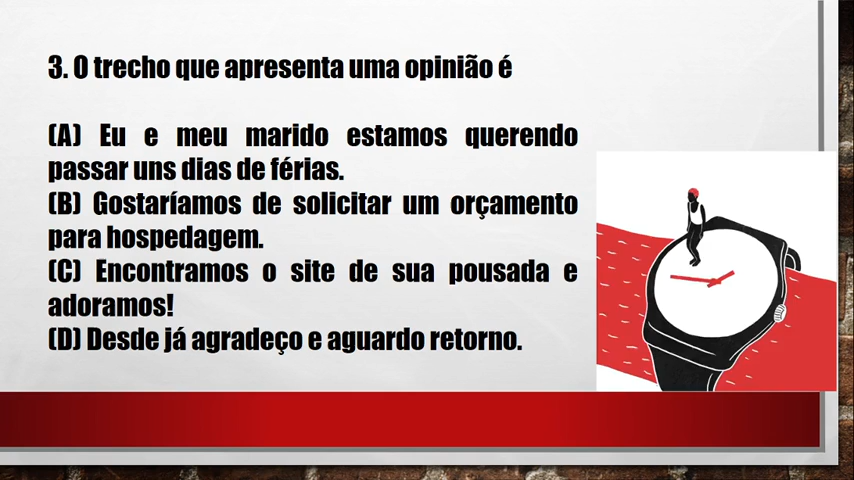 3. O trecho que apresenta uma opinião é
(A) Eu e meu marido estamos querendo
passar uns dias de férias.
(B) Gostaríamos de solicitar um orçamento
para hospedagem.
(C) Encontramos o site de sua pousada e
adoramos!
(D) Desde já agradeço e aguardo retorno.